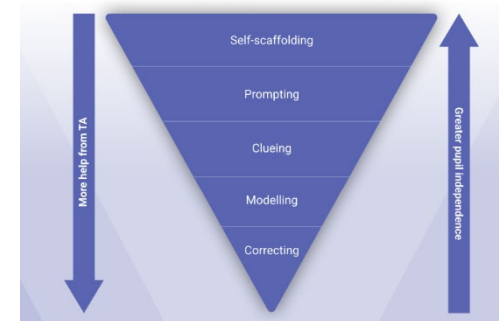 Self-scaffolding
Prompting
Clueing
Modelling
Correcting
More help from TA
Greater pupil independence